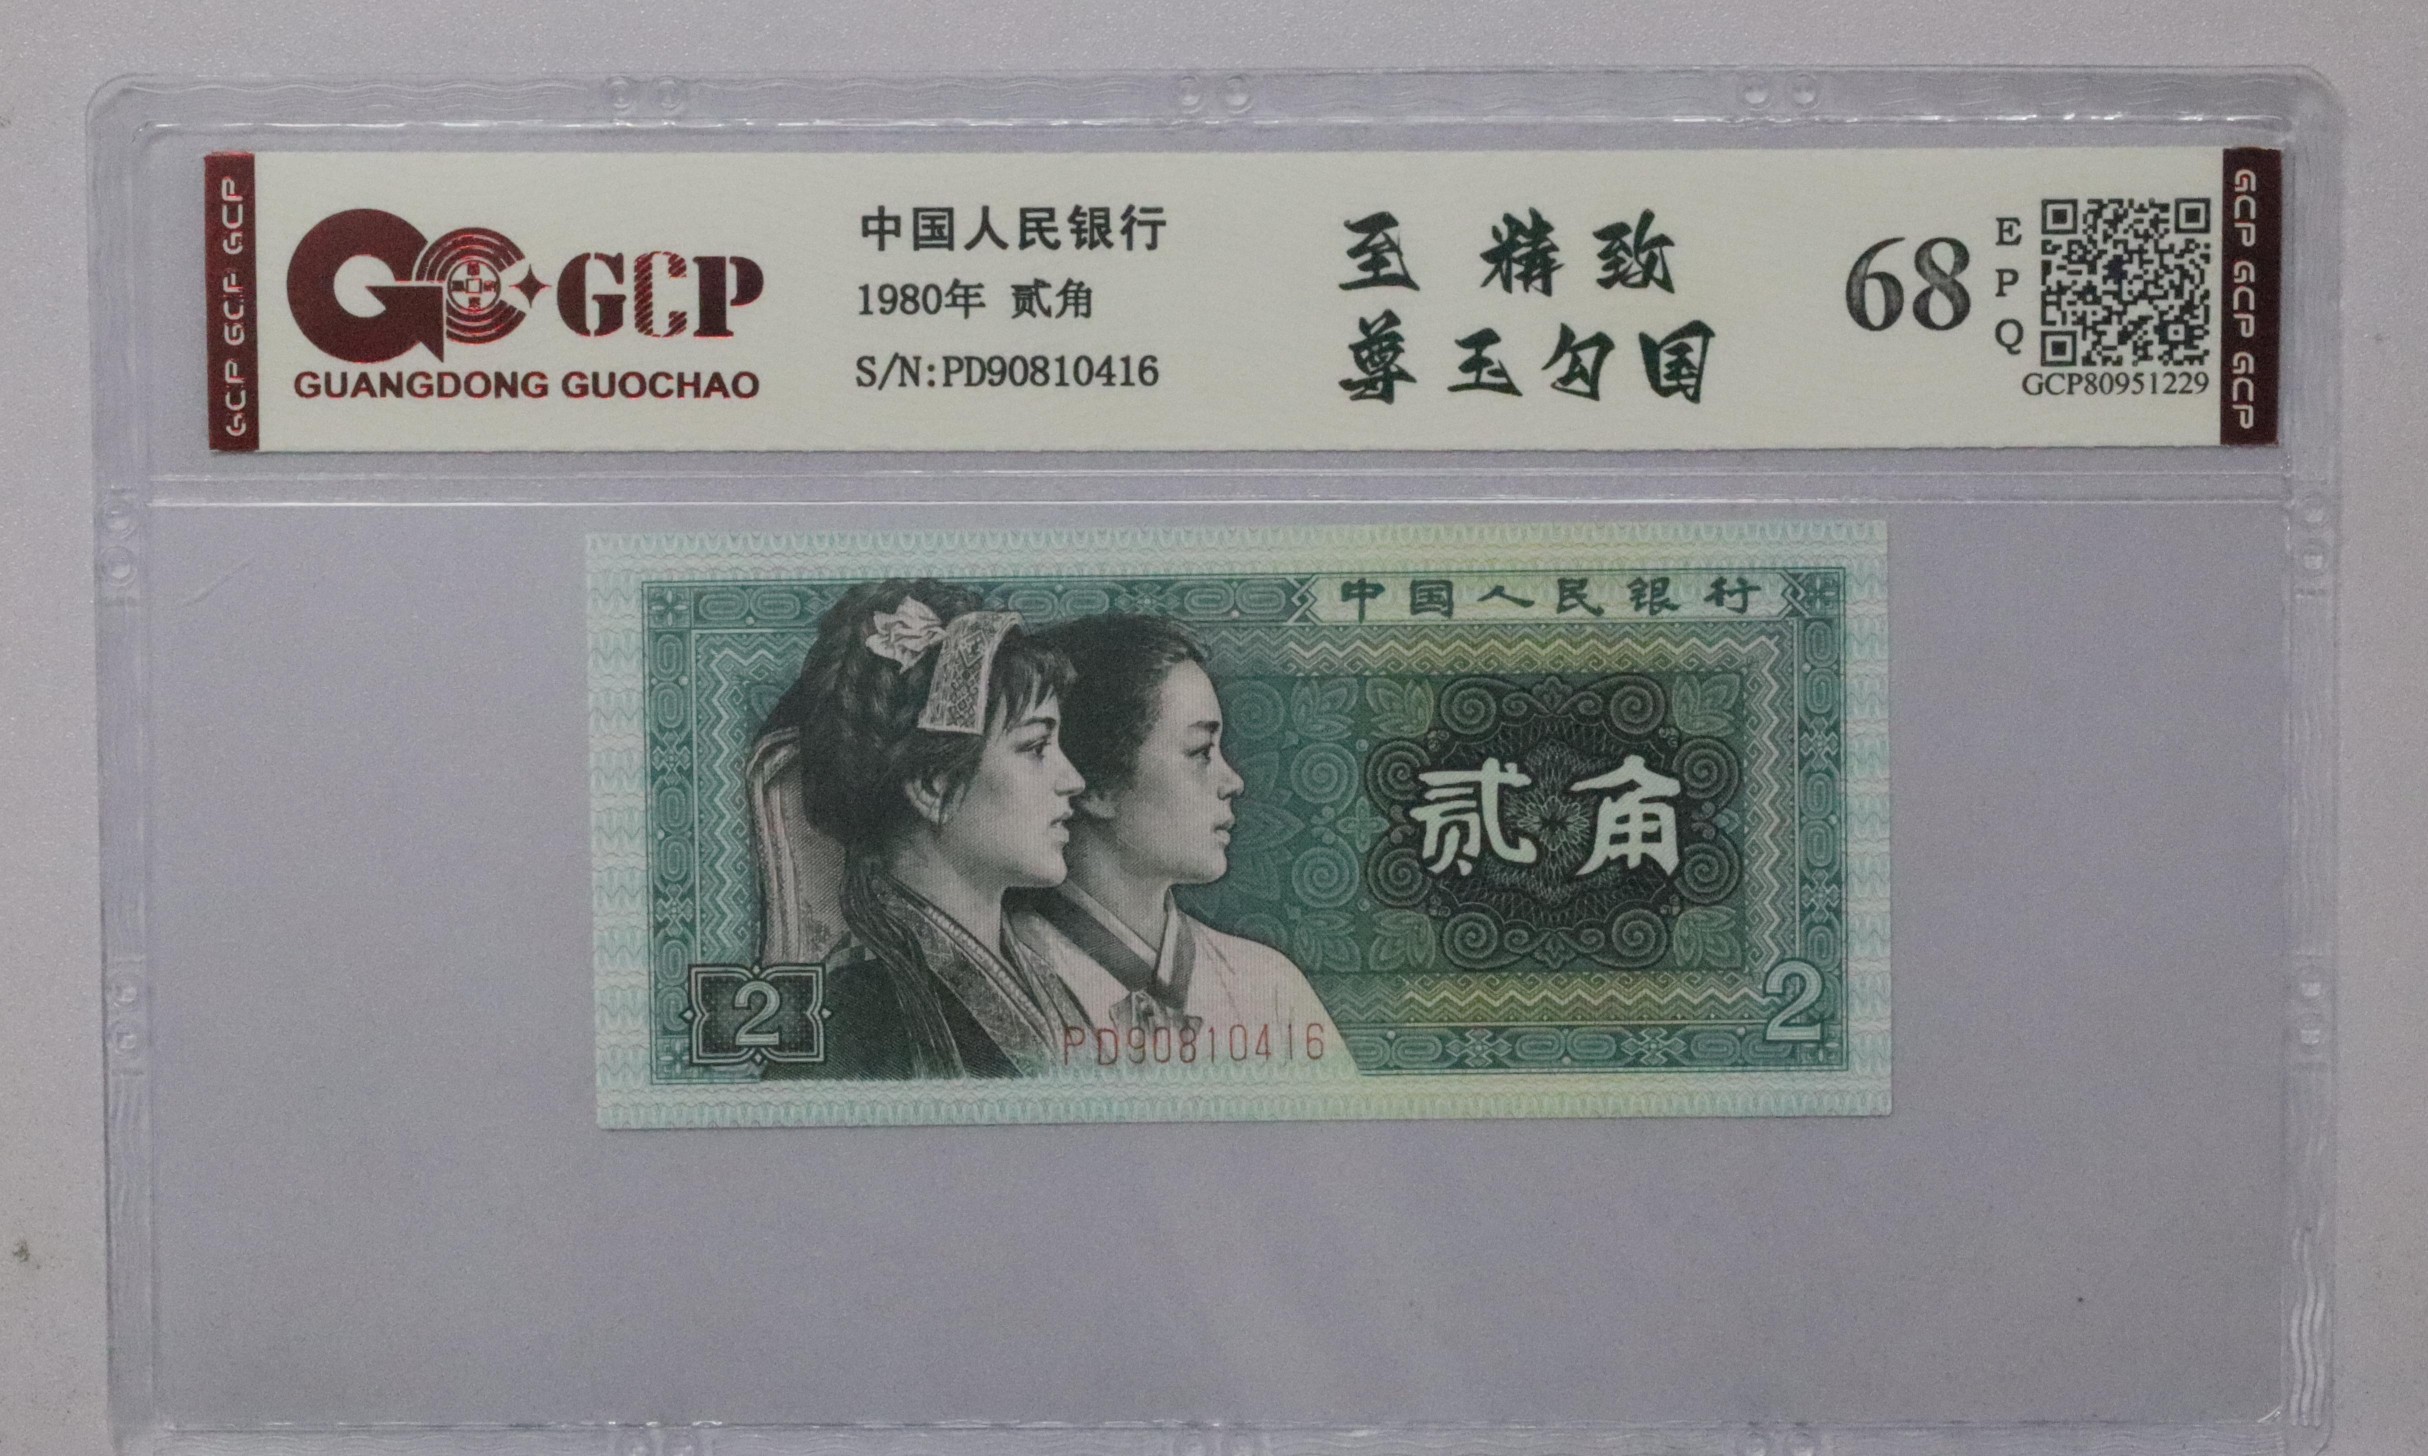 GCP GCP GCP
GCP
GUANGDONG GUOCHAO
中国人民银行
1980年 贰角
S/N:PD90810416
至 精 致
尊 玉 勾 国
68
EPQ
GCP80951229
GCP GCP GCP
中国人民银行
贰角
2
2
PD90810416